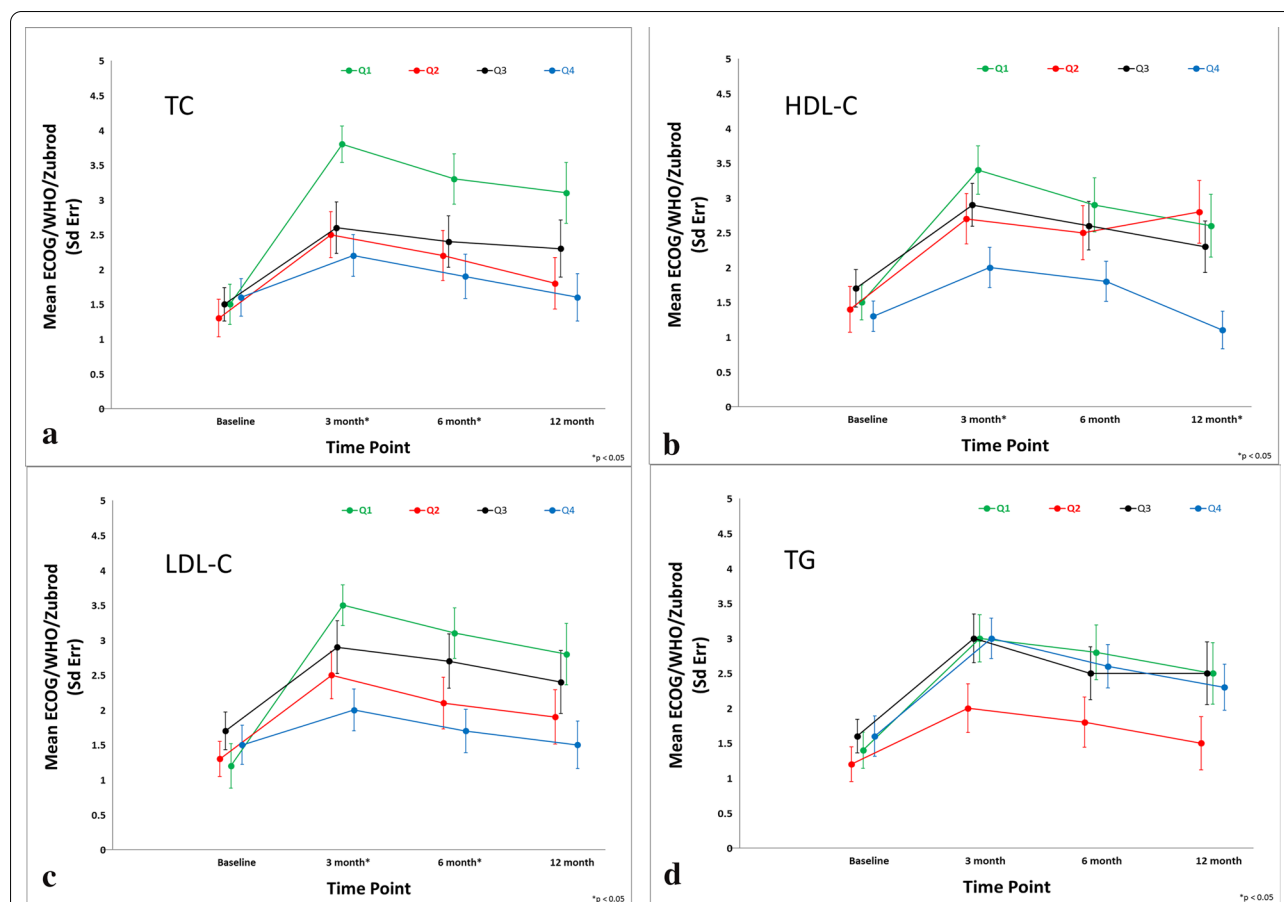 5
4.5
4
3.5
3
2.5
2
1.5
1
0.5
0
Mean ECOG/WHO/Zubrod
(Sd Err)
Q1 Q2 Q3 Q4
TC
Baseline 3 month* 6 month* 12 month
Time Point
a
*p < 0.05
5
4.5
4
3.5
3
2.5
2
1.5
1
0.5
0
Mean ECOG/WHO/Zubrod
(Sd Err)
Q1 Q2 Q3 Q4
HDL-C
Baseline 3 month* 6 month 12 month*
Time Point
b
*p < 0.05
5
4.5
4
3.5
3
2.5
2
1.5
1
0.5
0
Mean ECOG/WHO/Zubrod
(Sd Err)
Q1 Q2 Q3 Q4
LDL-C
Baseline 3 month* 6 month* 12 month
Time Point
c
*p < 0.05
5
4.5
4
3.5
3
2.5
2
1.5
1
0.5
0
Mean ECOG/WHO/Zubrod
(Sd Err)
Q1 Q2 Q3 Q4
TG
Baseline 3 month 6 month 12 month
Time Point
d
*p < 0.05